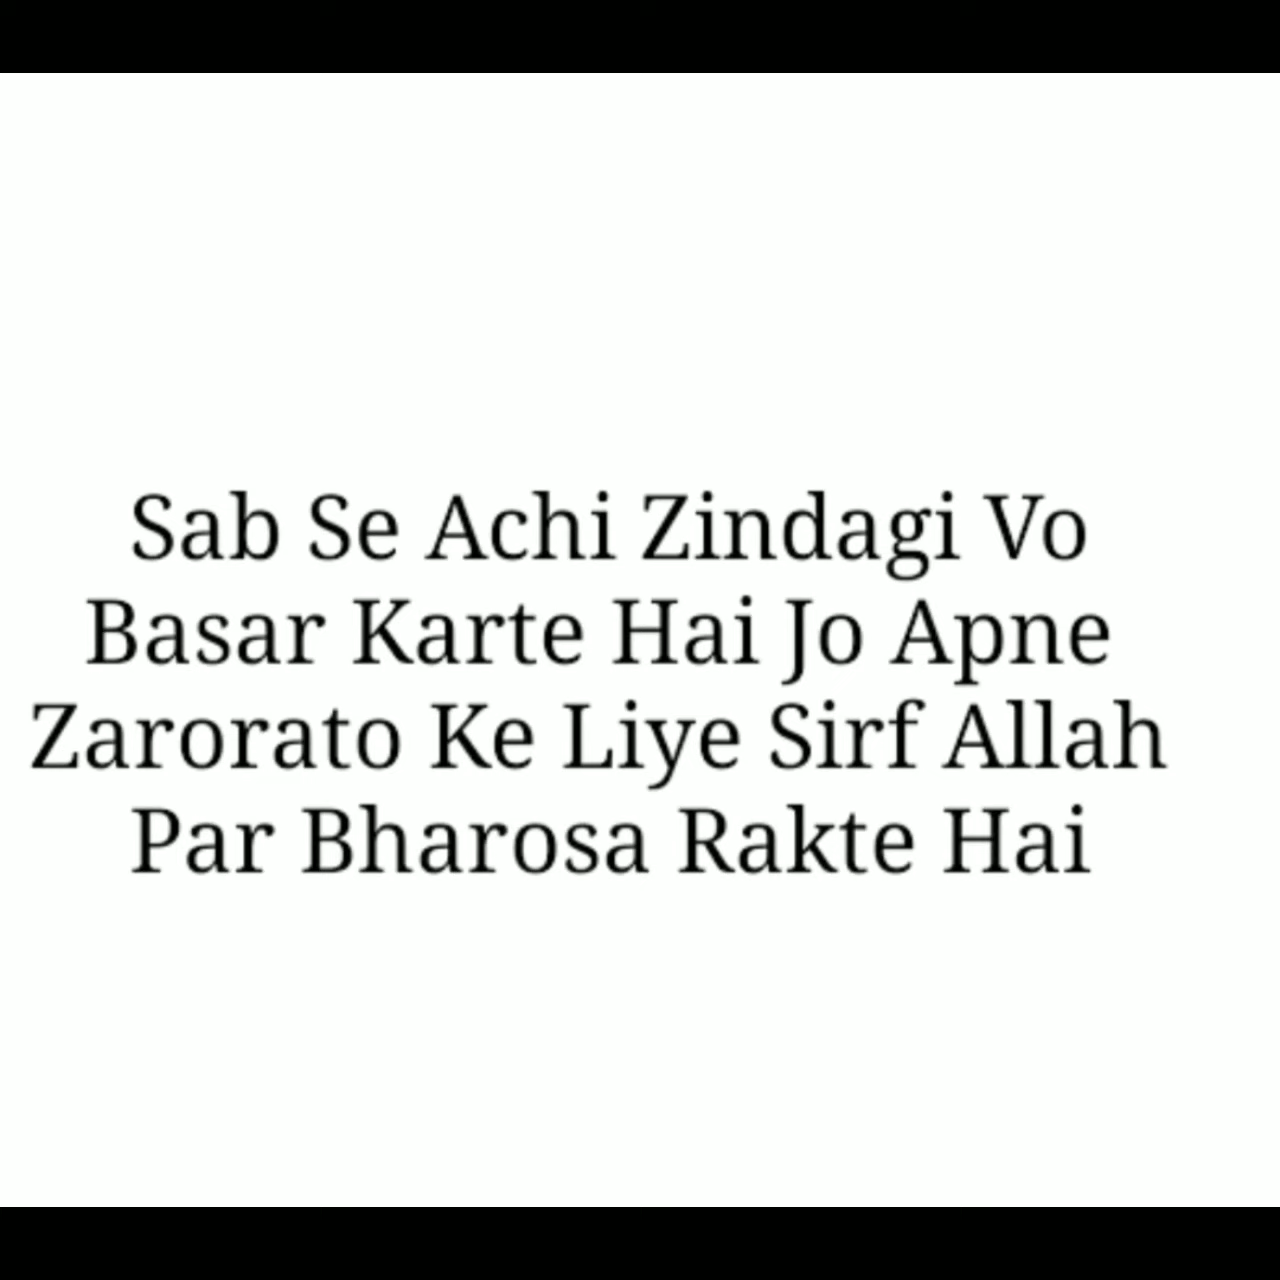 Sab Se Achi Zindagi Vo
Basar Karte Hai Jo Apne
Zarorato Ke Liye Sirf Allah
Par Bharosa Rakte Hai